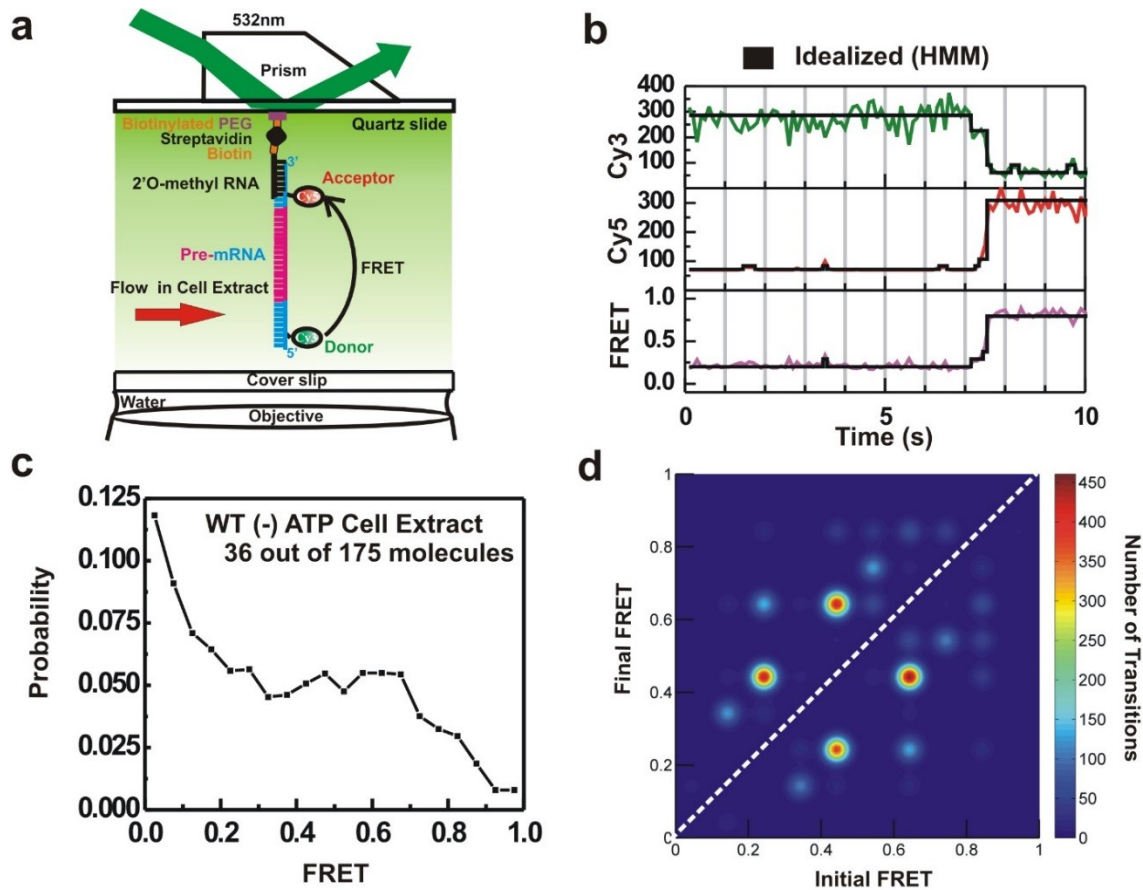 a
532nm
Prism
Biotinylated PEG
Quartz slide
Streptavidin
Biotin
3'
2'O-methyl RNA
Acceptor
Pre-mRNA
FRET
Flow in Cell Extract
Donor
5'
Cover slip
Water
Objective
b
Idealized (HMM)
400
300
200
100
Cy3
300
200
100
Cy5
1.0
0.5
0.0
FRET
0 5 10
Time (s)
c
WT (-) ATP Cell Extract
36 out of 175 molecules
0.125
0.100
0.075
0.050
0.025
0.000
Probability
0.0 0.2 0.4 0.6 0.8 1.0
FRET
d
1
0.8
0.6
0.4
0.2
0
Final FRET
0 0.2 0.4 0.6 0.8 1
Initial FRET
450
400
350
300
250
200
150
100
50
0
Number of Transitions